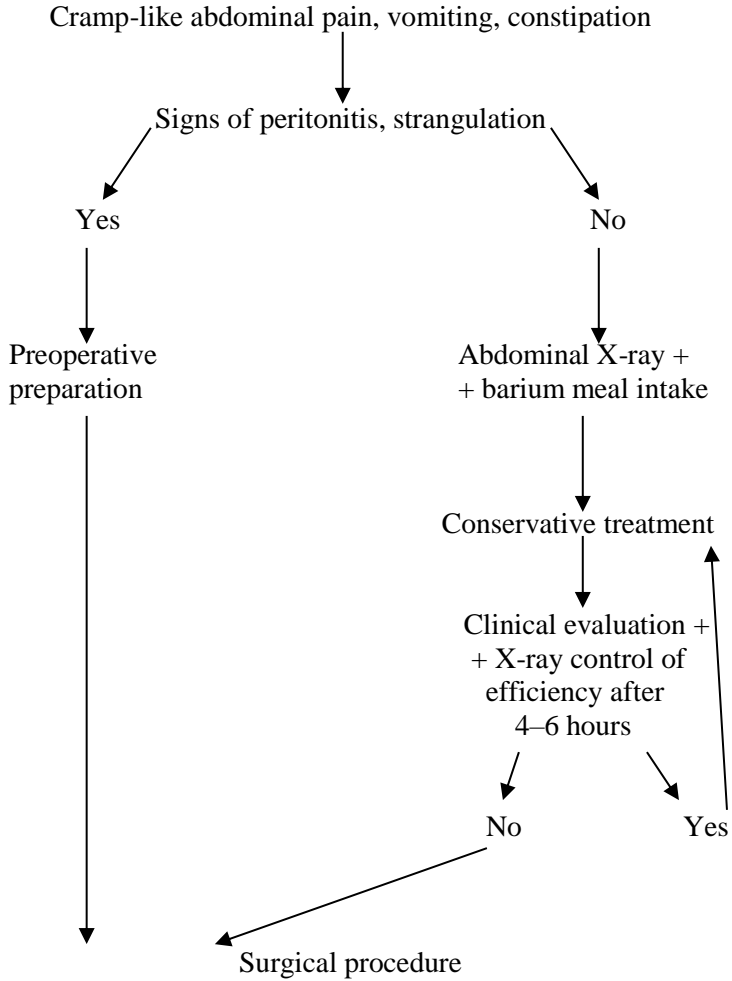 Cramp-like abdominal pain, vomiting, constipation
Signs of peritonitis, strangulation
Yes
No
Preoperative
preparation
Abdominal X-ray +
+ barium meal intake
Conservative treatment
Clinical evaluation +
+ X-ray control of
efficiency after
4–6 hours
No
Yes
Surgical procedure